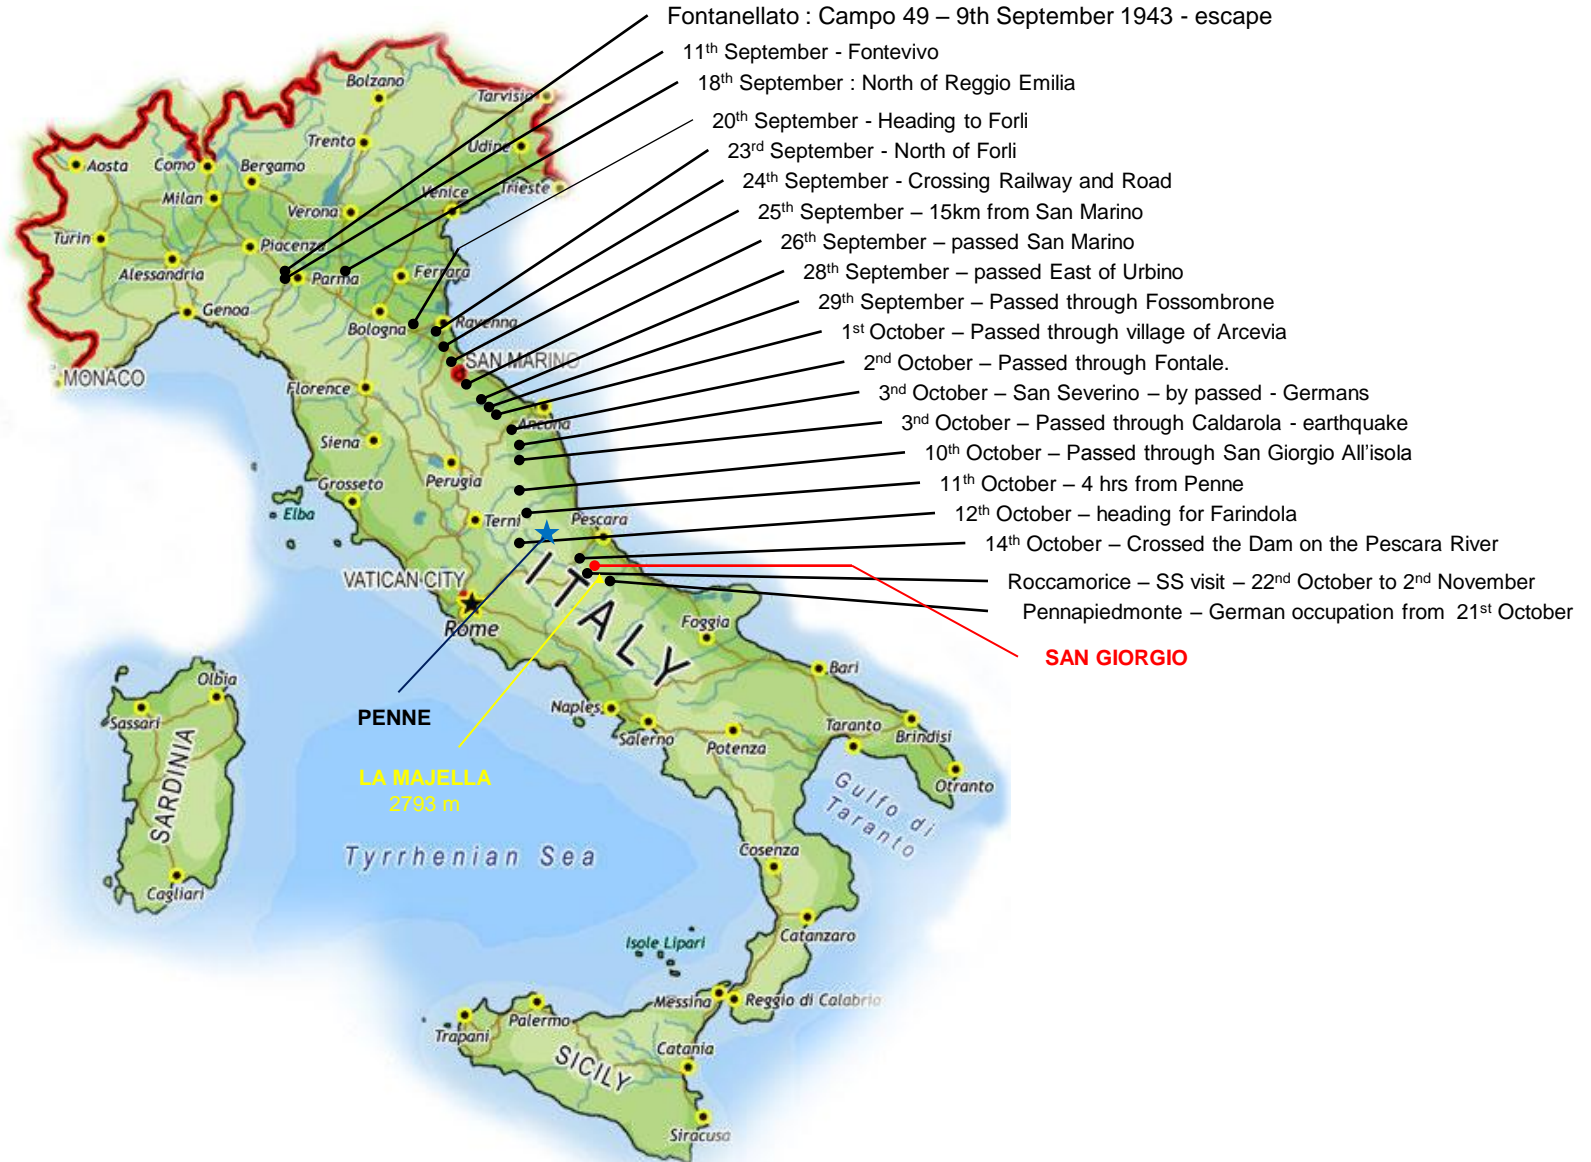 Fontanellato : Campo 49 – 9th September 1943 - escape
11th September - Fontevivo
18th September : North of Reggio Emilia
20th September - Heading to Forli
23rd September - North of Forli
24th September - Crossing Railway and Road
25th September – 15km from San Marino
26th September – passed San Marino
28th September – passed East of Urbino
29th September – Passed through Fossombrone
1st October – Passed through village of Arcevia
2nd October – Passed through Fontale.
3nd October – San Severino – by passed - Germans
3nd October – Passed through Caldarola - earthquake
10th October – Passed through San Giorgio All'isola
11th October – 4 hrs from Penne
12th October – heading for Farindola
14th October – Crossed the Dam on the Pescara River
Roccamorice – SS visit – 22nd October to 2nd November
Pennapiedmonte – German occupation from 21st October
SAN GIORGIO
PENNE
LA MAJELLA
2793 m
Bolzano
Tarvisio
Trento
Udine
Aosta
Como
Bergamo
Milan
Venice
Trieste
Verona
Turin
Piacenza
Alessandria
Parma
Ferrara
Genoa
Bologna
Ravenna
SAN MARINO
MONACO
Florence
Ancona
Siena
Perugia
Grosseto
Elba
Terni
Pescara
VATICAN CITY
ITALY
Rome
Foggia
Bari
Olbia
Sassari
Naples
Salerno
Potenza
Taranto
Brindisi
Otranto
SARDINIA
Gulfo di
Taranto
Tyrrhenian Sea
Cosenza
Cagliari
Catanzaro
Isole Lipari
Messina
Reggio di Calabria
Palermo
Trapani
SICILY
Catania
Siracusa